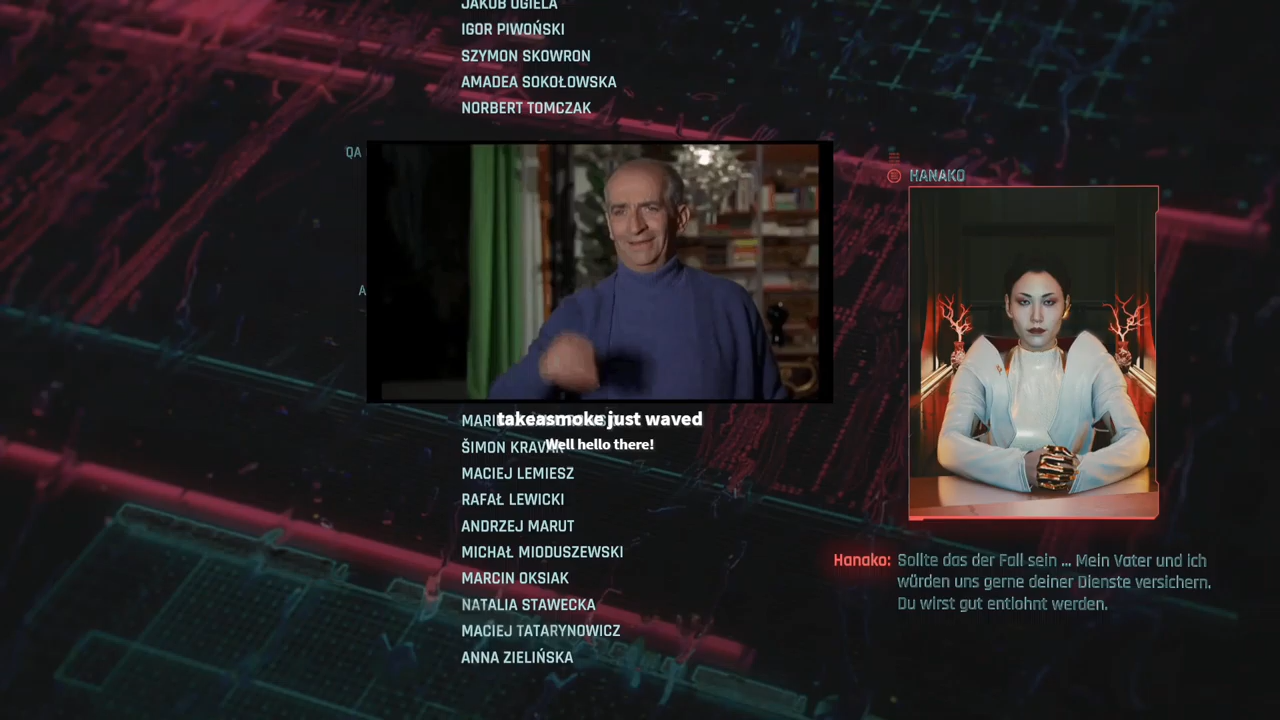 JAKUB OGIELA
IGOR PIWOŃSKI
SZYMON SKOWRON
AMADEA SOKOŁOWSKA
NORBERT TOMCZAK
QA
A
takeasmoke just waved
Well hello there!
ŠIMON KRAVA
MACIEJ LEMIESZ
RAFAŁ LEWICKI
ANDRZEJ MARUT
MICHAŁ MIODUSZEWSKI
MARCIN OKSIAK
NATALIA STAWECKA
MACIEJ TATARYNOWICZ
ANNA ZIELIŃSKA
HANAKO
Hanako: Sollte das der Fall sein ... Mein Vater und ich
würden uns gerne deiner Dienste versichern.
Du wirst gut entlohnt werden.